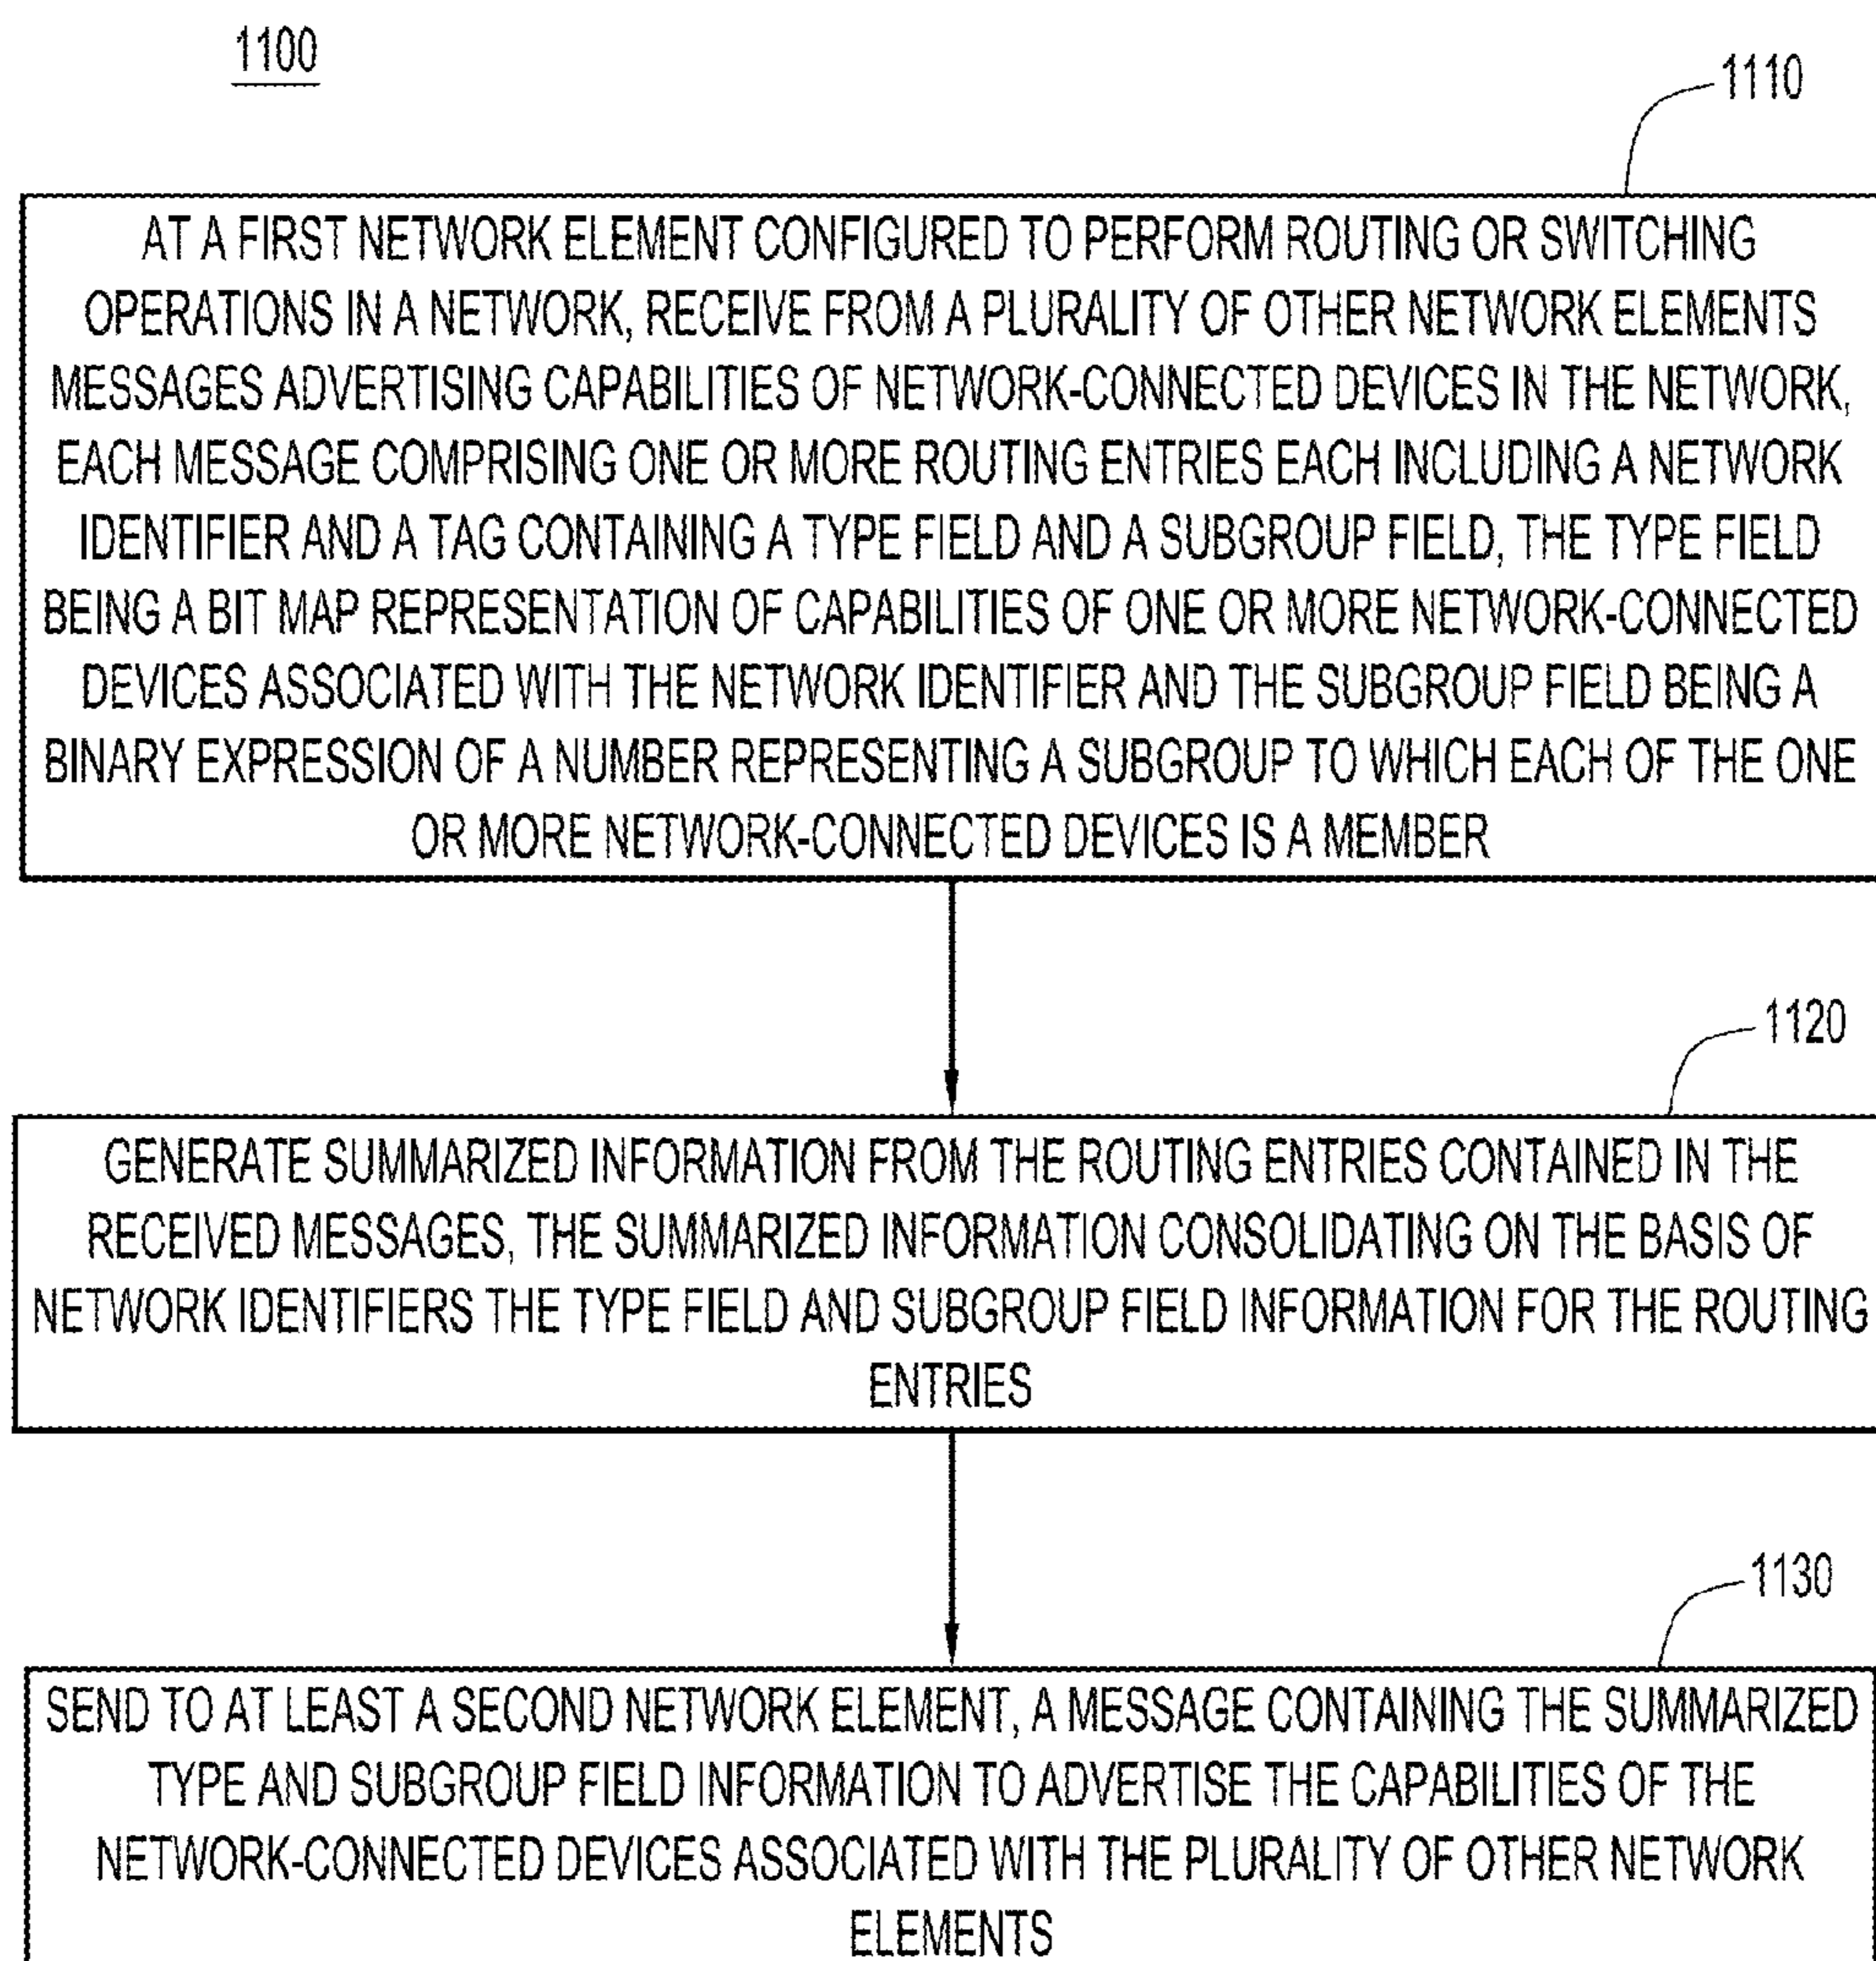 1100
1110
AT A FIRST NETWORK ELEMENT CONFIGURED TO PERFORM ROUTING OR SWITCHING
OPERATIONS IN A NETWORK, RECEIVE FROM A PLURALITY OF OTHER NETWORK ELEMENTS
MESSAGES ADVERTISING CAPABILITIES OF NETWORK-CONNECTED DEVICES IN THE NETWORK,
EACH MESSAGE COMPRISING ONE OR MORE ROUTING ENTRIES EACH INCLUDING A NETWORK
IDENTIFIER AND A TAG CONTAINING A TYPE FIELD AND A SUBGROUP FIELD, THE TYPE FIELD
BEING A BIT MAP REPRESENTATION OF CAPABILITIES OF ONE OR MORE NETWORK-CONNECTED
DEVICES ASSOCIATED WITH THE NETWORK IDENTIFIER AND THE SUBGROUP FIELD BEING A
BINARY EXPRESSION OF A NUMBER REPRESENTING A SUBGROUP TO WHICH EACH OF THE ONE
OR MORE NETWORK-CONNECTED DEVICES IS A MEMBER
1120
GENERATE SUMMARIZED INFORMATION FROM THE ROUTING ENTRIES CONTAINED IN THE
RECEIVED MESSAGES, THE SUMMARIZED INFORMATION CONSOLIDATING ON THE BASIS OF
NETWORK IDENTIFIERS THE TYPE FIELD AND SUBGROUP FIELD INFORMATION FOR THE ROUTING
ENTRIES
1130
SEND TO AT LEAST A SECOND NETWORK ELEMENT, A MESSAGE CONTAINING THE SUMMARIZED
TYPE AND SUBGROUP FIELD INFORMATION TO ADVERTISE THE CAPABILITIES OF THE
NETWORK-CONNECTED DEVICES ASSOCIATED WITH THE PLURALITY OF OTHER NETWORK
ELEMENTS